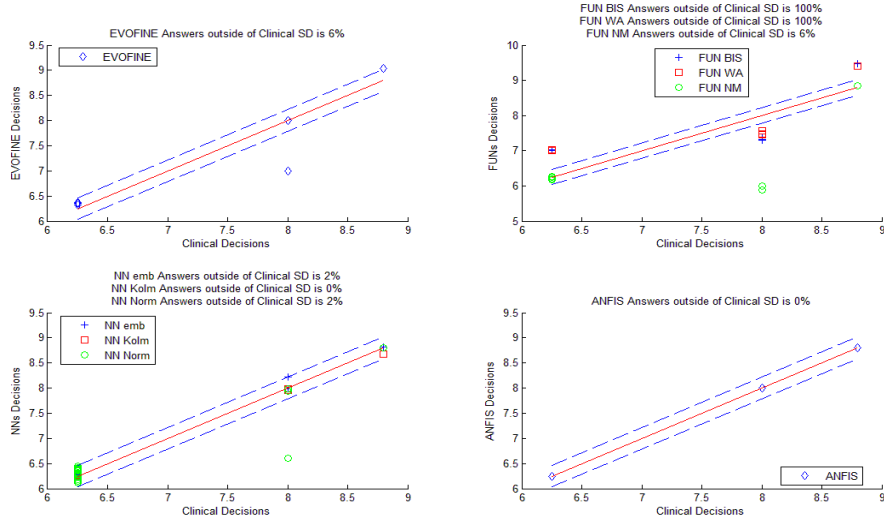 EVOFINE Answers outside of Clinical SD is 6%
9.5
9
8.5
8
7.5
7
6.5
6
EVOFINE Decisions
EVOFINE
6 6.5 7 7.5 8 8.5 9
Clinical Decisions
FUN BIS Answers outside of Clinical SD is 100%
FUN WA Answers outside of Clinical SD is 100%
FUN NM Answers outside of Clinical SD is 6%
10
9
8
7
6
5
FUNs Decisions
FUN BIS
FUN WA
FUN NM
6 6.5 7 7.5 8 8.5 9
Clinical Decisions
NN emb Answers outside of Clinical SD is 2%
NN Kolm Answers outside of Clinical SD is 0%
NN Norm Answers outside of Clinical SD is 2%
9.5
9
8.5
8
7.5
7
6.5
6
NNs Decisions
NN emb
NN Kolm
NN Norm
6 6.5 7 7.5 8 8.5 9
Clinical Decisions
ANFIS Answers outside of Clinical SD is 0%
9.5
9
8.5
8
7.5
7
6.5
6
ANFIS Decisions
ANFIS
6 6.5 7 7.5 8 8.5 9
Clinical Decisions